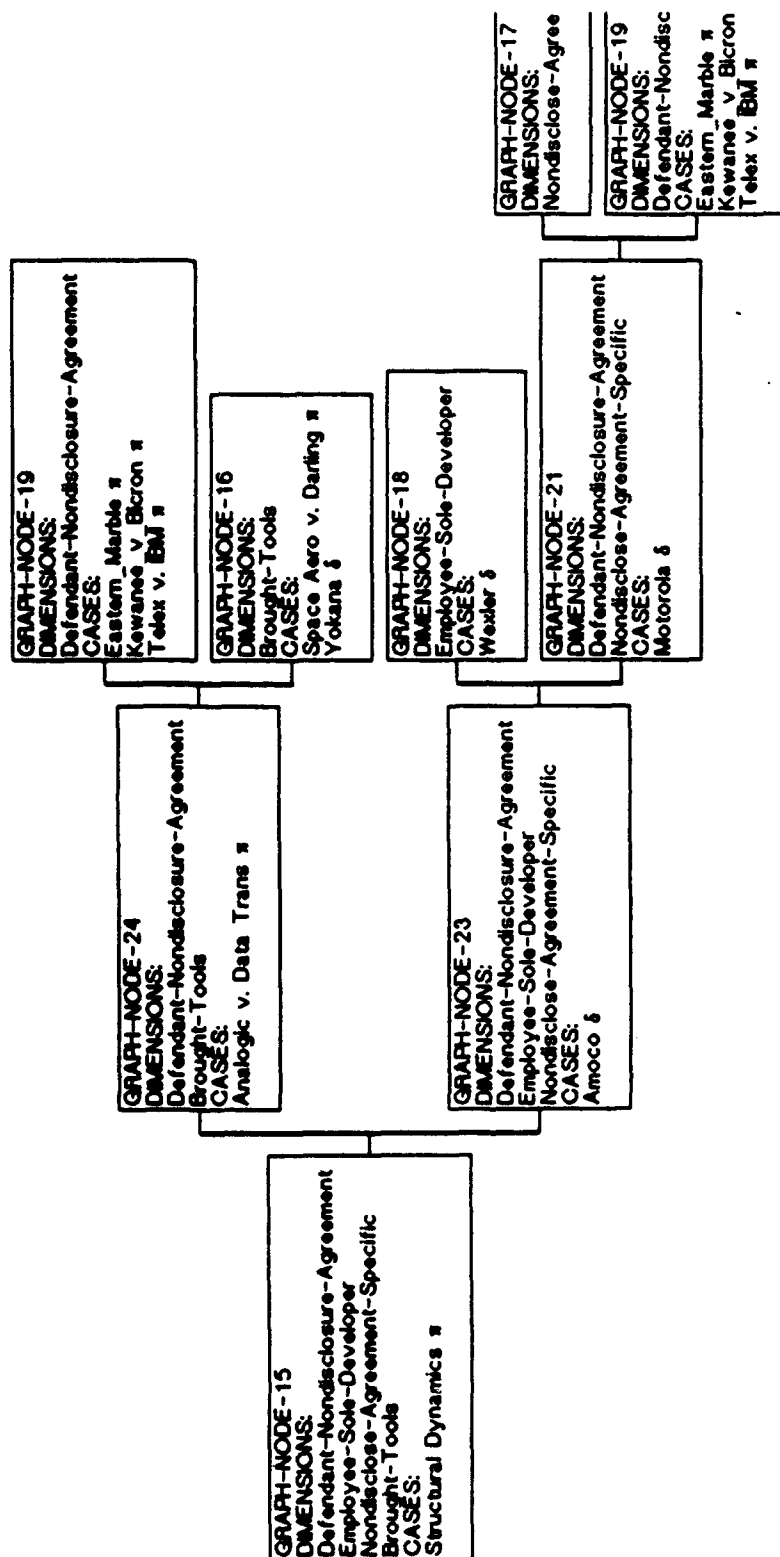 GRAPH-NODE-15
DIMENSIONS:
Defendant-Nondisclosure-Agreement
Employee-Sole-Developer
Nondisclose-Agreement-Specific
Brought-Tools
CASES:
Structural Dynamics π
GRAPH-NODE-24
DIMENSIONS:
Defendant-Nondisclosure-Agreement
Brought-Tools
CASES:
Analogic v. Data Trans π
GRAPH-NODE-23
DIMENSIONS:
Defendant-Nondisclosure-Agreement
Employee-Sole-Developer
Nondisclose-Agreement-Specific
CASES:
Amoco δ
GRAPH-NODE-19
DIMENSIONS:
Defendant-Nondisclosure-Agreement
CASES:
Eastern_Marble π
Kewanee v Bicron π
Telex v. IBM π
GRAPH-NODE-16
DIMENSIONS:
Brought-Tools
CASES:
Space Aero v. Darling π
Yokana δ
GRAPH-NODE-18
DIMENSIONS:
Employee-Sole-Developer
CASES:
Wexler δ
GRAPH-NODE-21
DIMENSIONS:
Defendant-Nondisclosure-Agreement
Nondisclose-Agreement-Specific
CASES:
Motorola δ
GRAPH-NODE-17
DIMENSIONS:
Nondisclose-Agree
GRAPH-NODE-19
DIMENSIONS:
Defendant-Nondisc
CASES:
Eastern_Marble π
Kewanee v Bicron
Telex v. IBM π